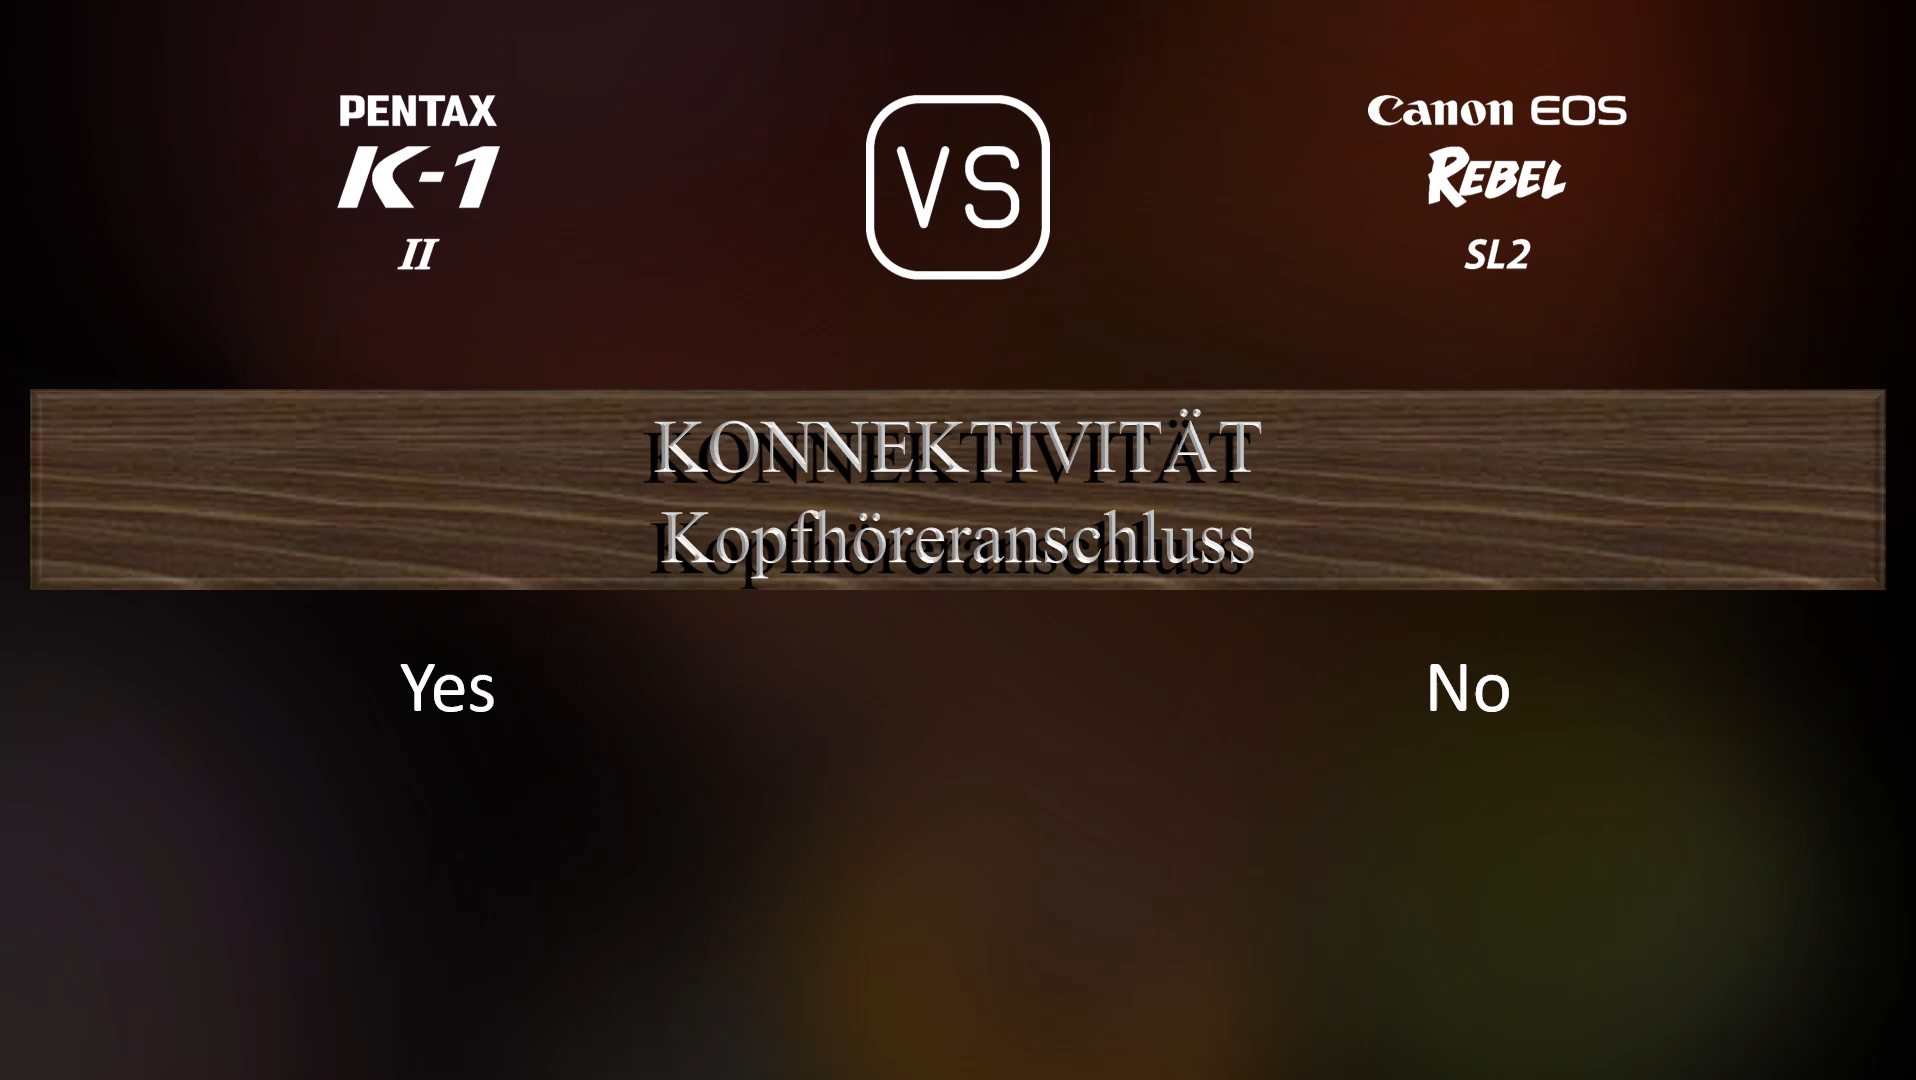 PENTAX
K-1
II
VS
Canon EOS
REBEL
SL2
KONNEKTIVITÄT
Kopfhöreranschluss
Yes
No